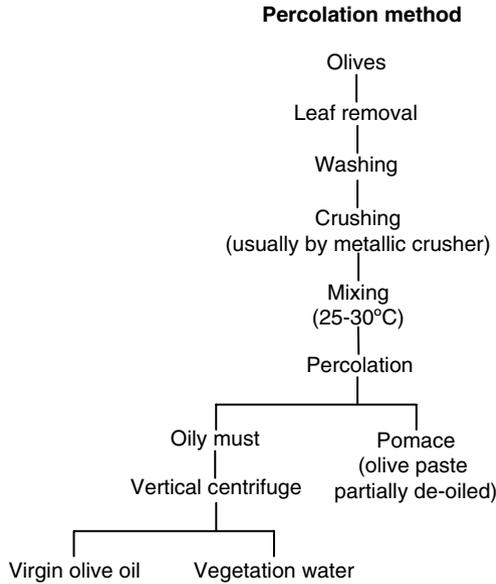 Percolation method
Olives
Leaf removal
Washing
Crushing
(usually by metallic crusher)
Mixing
(25-30ºC)
Percolation
Oily must
Pomace
(olive paste
partially de-oiled)
Vertical centrifuge
Virgin olive oil
Vegetation water